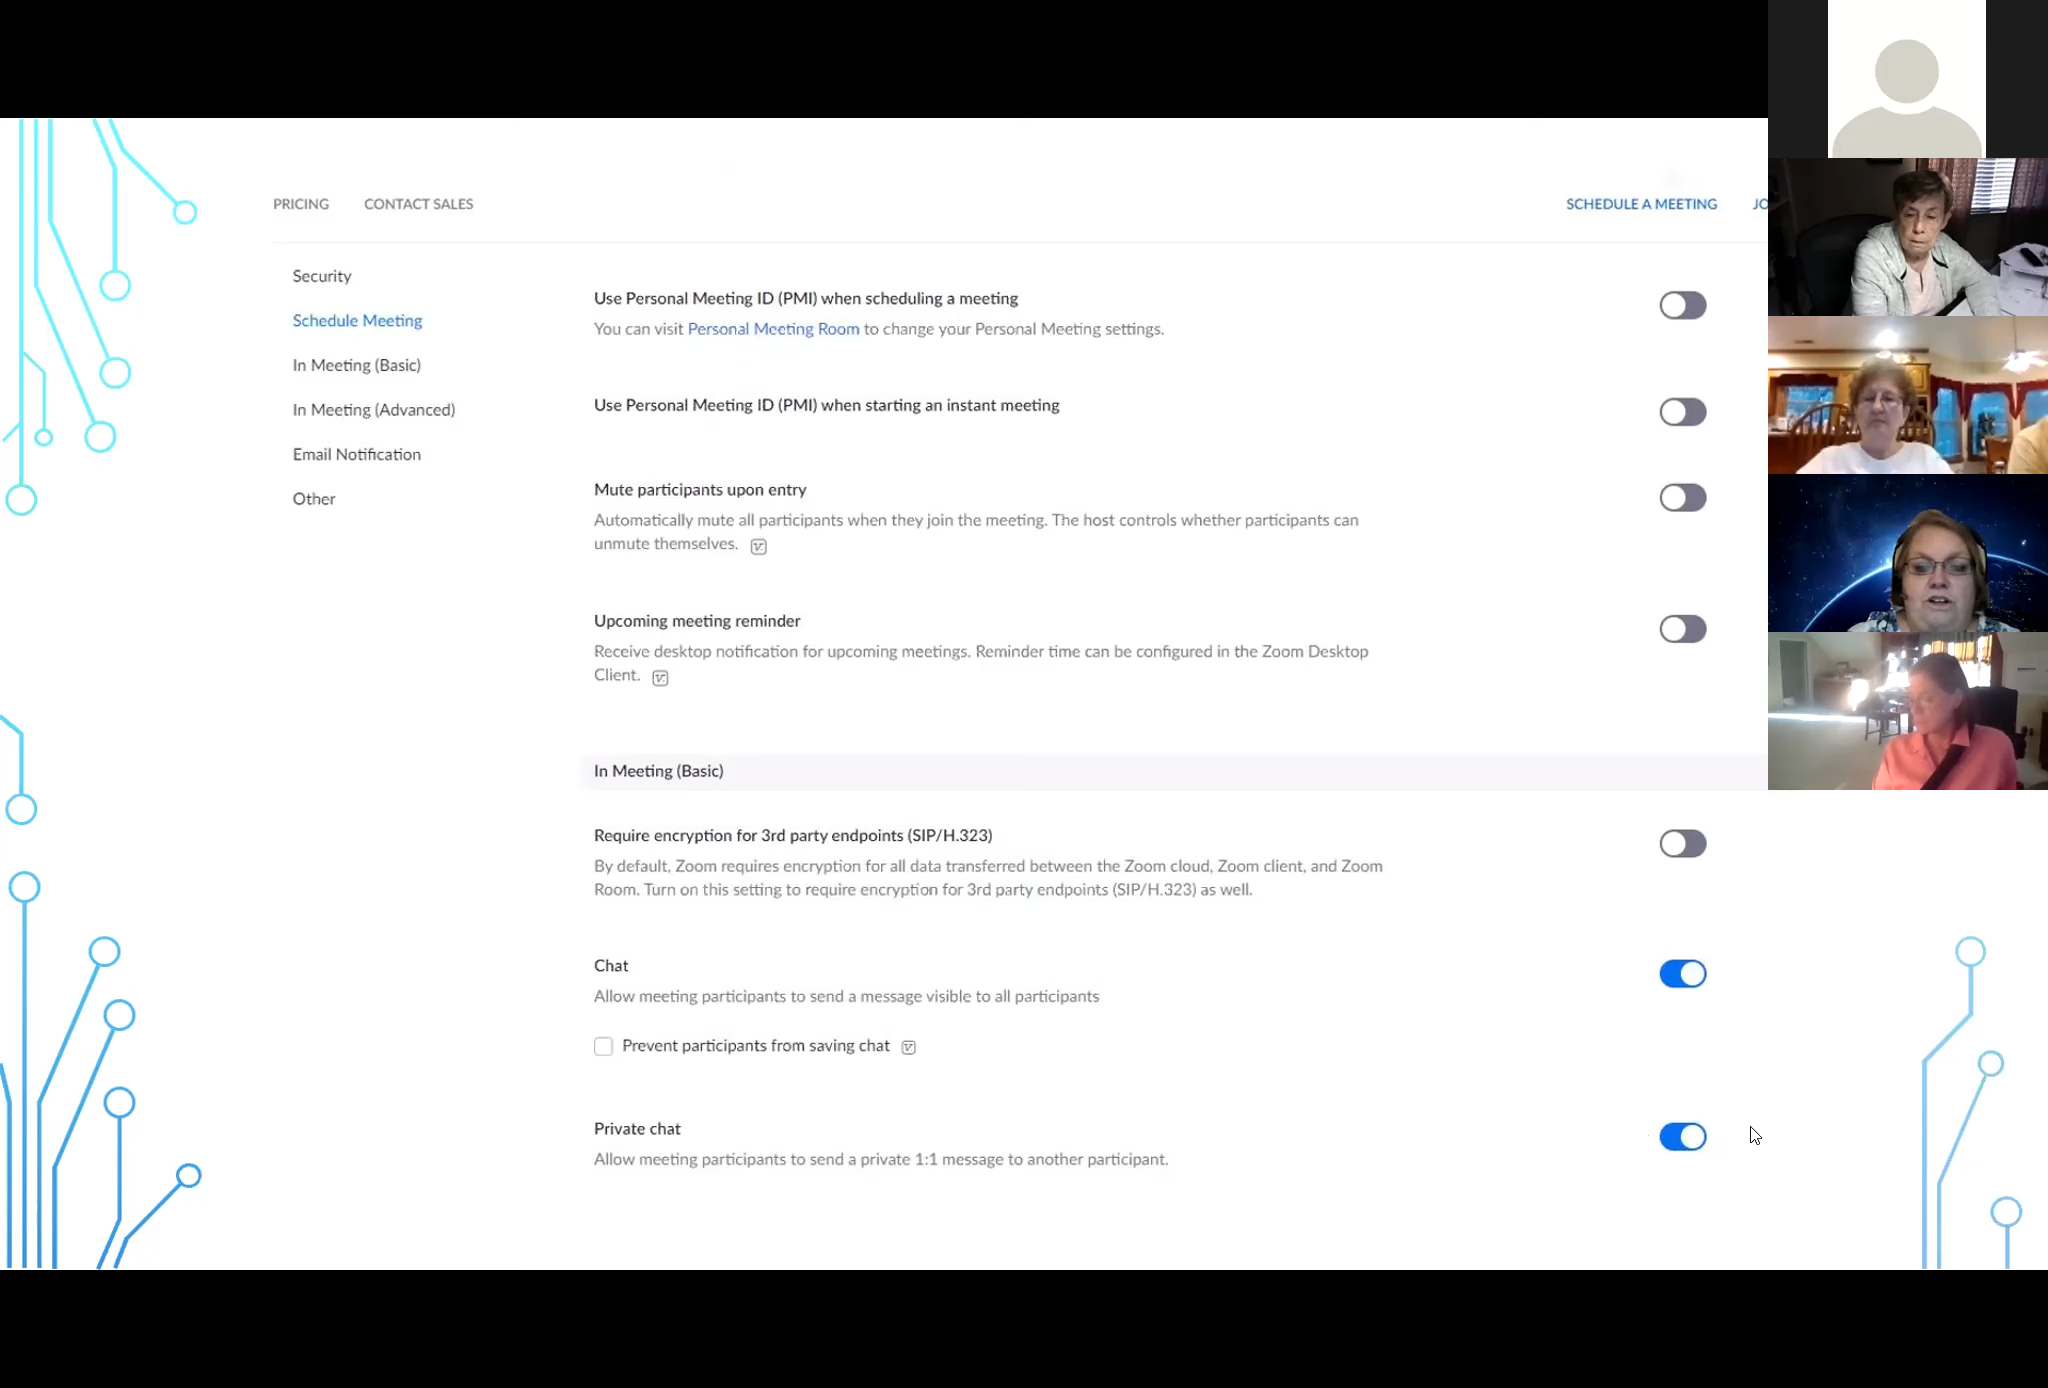 PRICING CONTACT SALES SCHEDULE A MEETING JO
Security
Schedule Meeting
In Meeting (Basic)
In Meeting (Advanced)
Email Notification
Other
Use Personal Meeting ID (PMI) when scheduling a meeting
You can visit Personal Meeting Room to change your Personal Meeting settings.
Use Personal Meeting ID (PMI) when starting an instant meeting
Mute participants upon entry
Automatically mute all participants when they join the meeting. The host controls whether participants can
unmute themselves.
Upcoming meeting reminder
Receive desktop notification for upcoming meetings. Reminder time can be configured in the Zoom Desktop
Client.
In Meeting (Basic)
Require encryption for 3rd party endpoints (SIP/H.323)
By default, Zoom requires encryption for all data transferred between the Zoom cloud, Zoom client, and Zoom
Room. Turn on this setting to require encryption for 3rd party endpoints (SIP/H.323) as well.
Chat
Allow meeting participants to send a message visible to all participants
Prevent participants from saving chat
Private chat
Allow meeting participants to send a private 1:1 message to another participant.